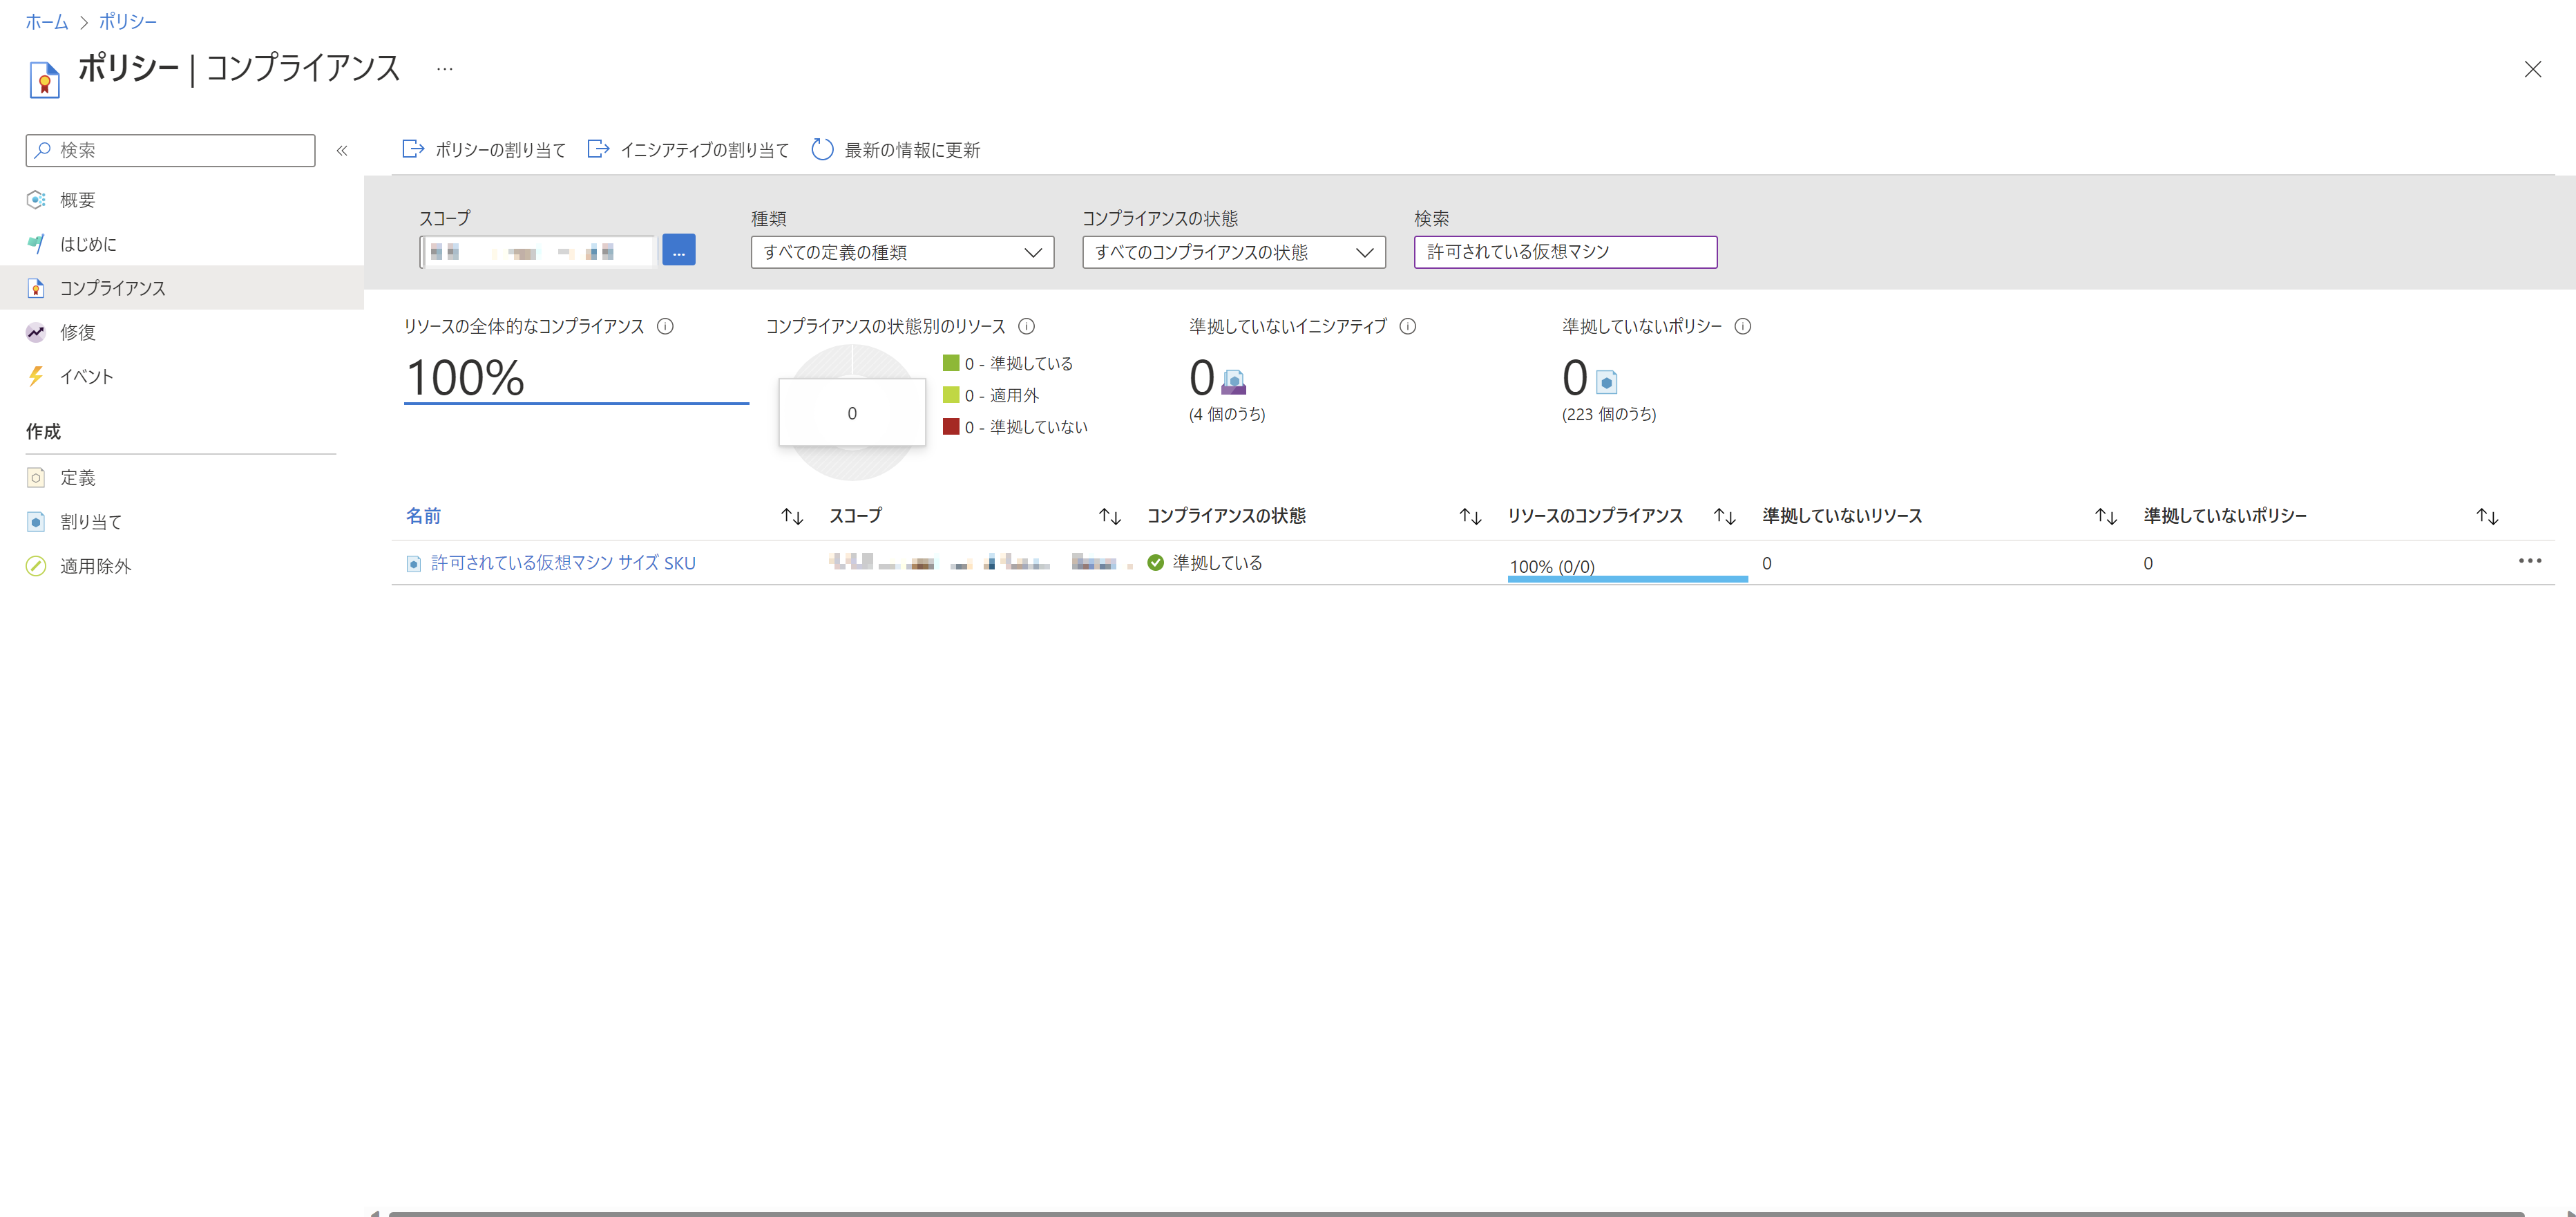 ホーム > ポリシー
ポリシー | コンプライアンス ...
検索 «
概要
はじめに
コンプライアンス
修復
イベント
作成
定義
割り当て
適用除外
ポリシーの割り当て イニシアティブの割り当て 最新の情報に更新
スコープ 種類 コンプライアンスの状態 検索
... すべての定義の種類 すべてのコンプライアンスの状態 許可されている仮想マシン
リソースの全体的なコンプライアンス コンプライアンスの状態別のリソース 準拠していないイニシアティブ 準拠していないポリシー
100%
0
0 - 準拠している
0 - 適用外
0 - 準拠していない
0
(4 個のうち)
0
(223 個のうち)
名前 スコープ コンプライアンスの状態 リソースのコンプライアンス 準拠していないリソース 準拠していないポリシー
許可されている仮想マシン サイズ SKU 準拠している 100% (0/0) 0 0 •••